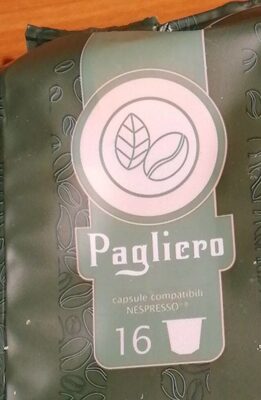 Pagliero
capsule compatibili
NESPRESSO
16